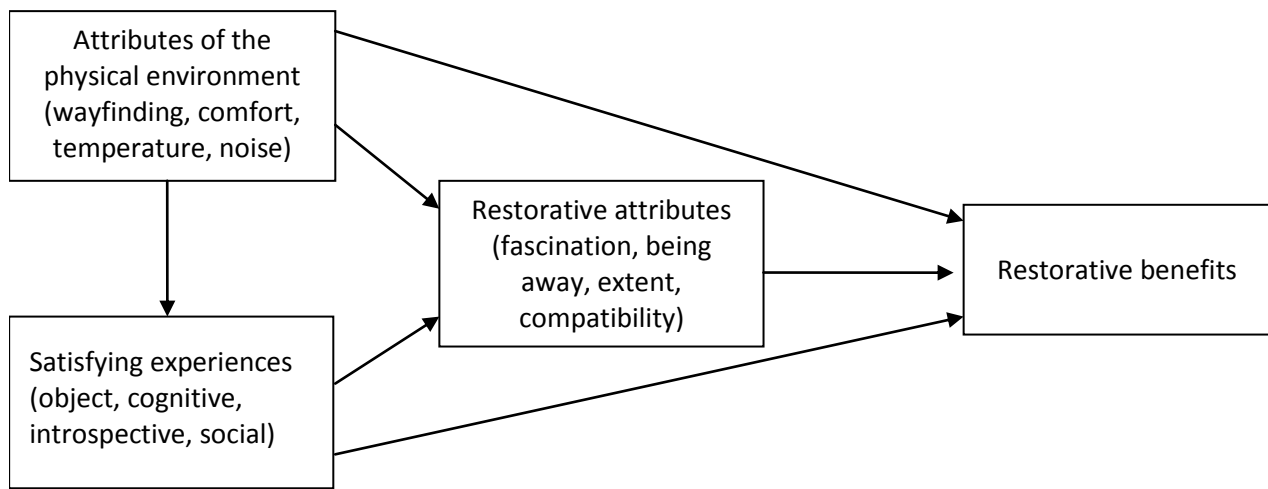 Attributes of the
physical environment
(wayfinding, comfort,
temperature, noise)
Restorative attributes
(fascination, being
away, extent,
compatibility)
Restorative benefits
Satisfying experiences
(object, cognitive,
introspective, social)